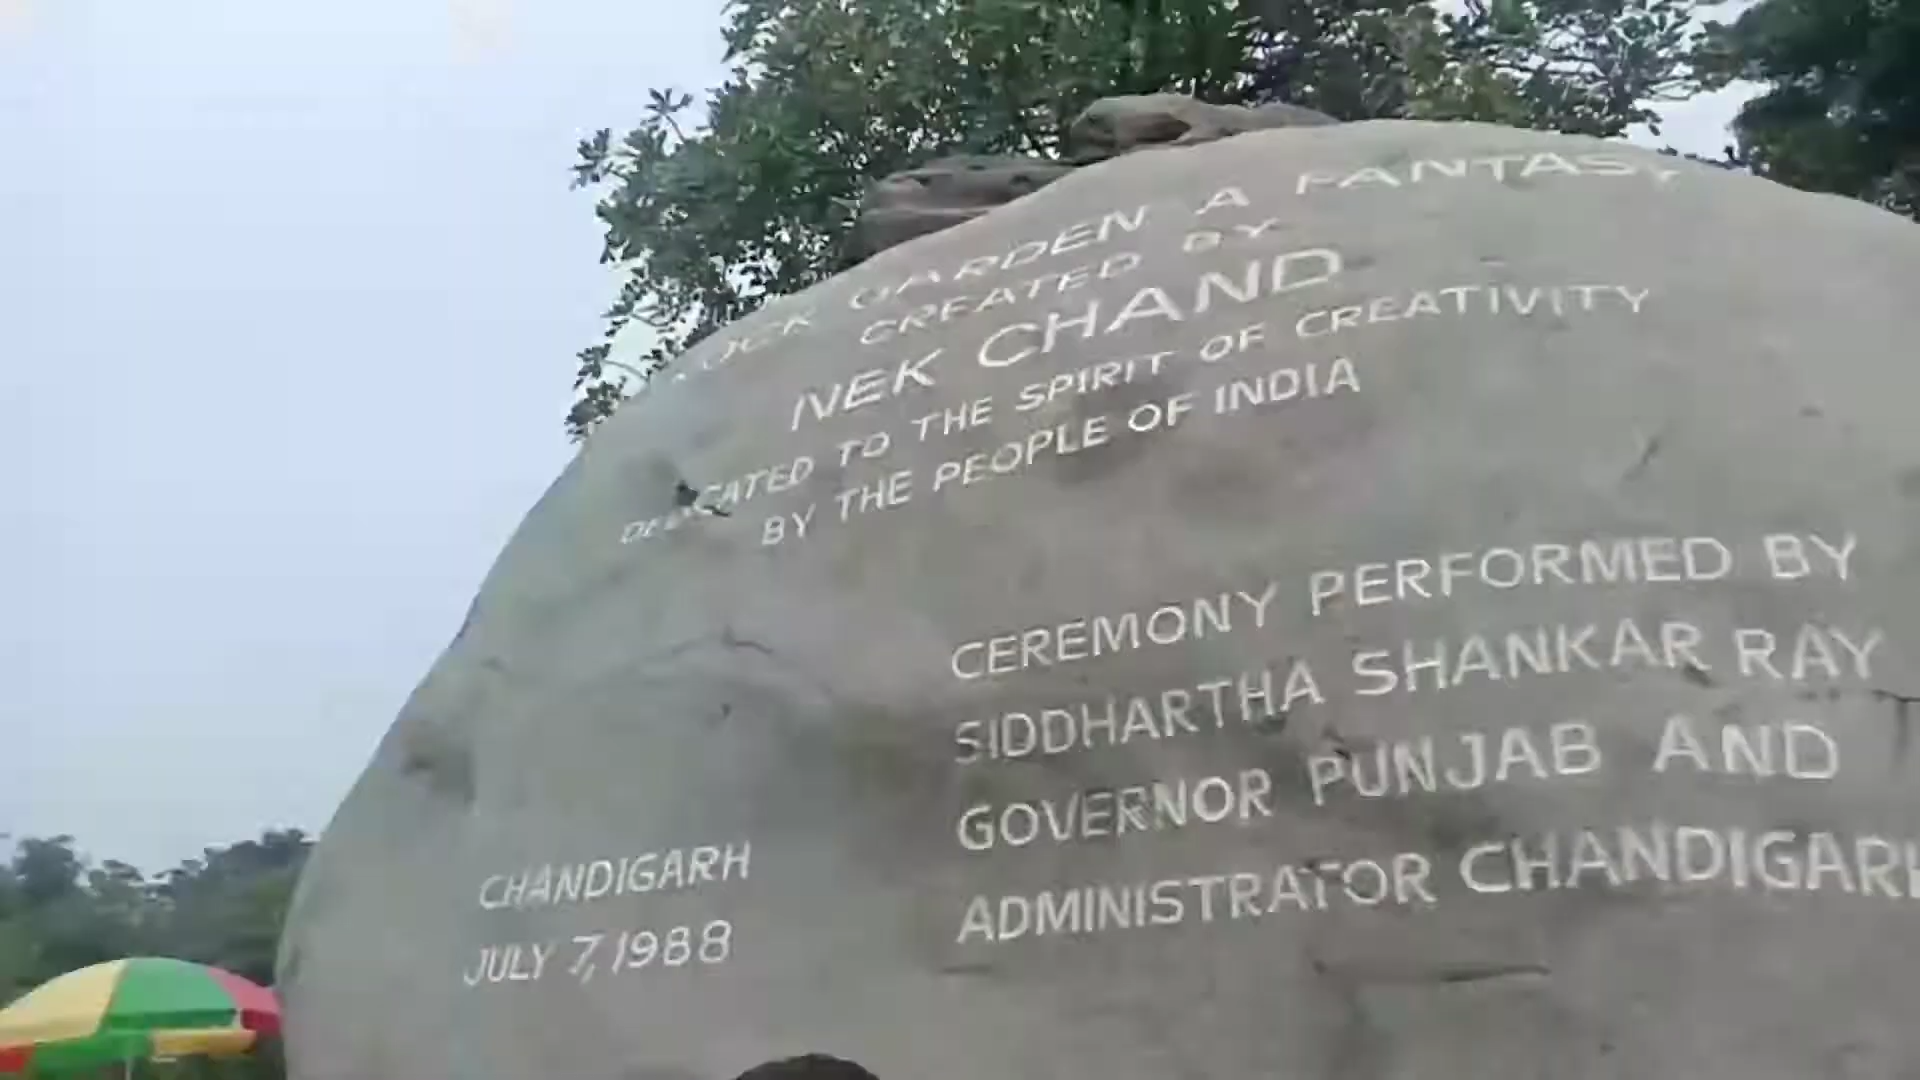 ROCK GARDEN A FANTASY
CREATED BY
NEK CHAND
DEDICATED TO THE SPIRIT OF CREATIVITY
BY THE PEOPLE OF INDIA
CEREMONY PERFORMED BY
SIDDHARTHA SHANKAR RAY
GOVERNOR PUNJAB AND
ADMINISTRATOR CHANDIGARH
CHANDIGARH
JULY 7, 1988